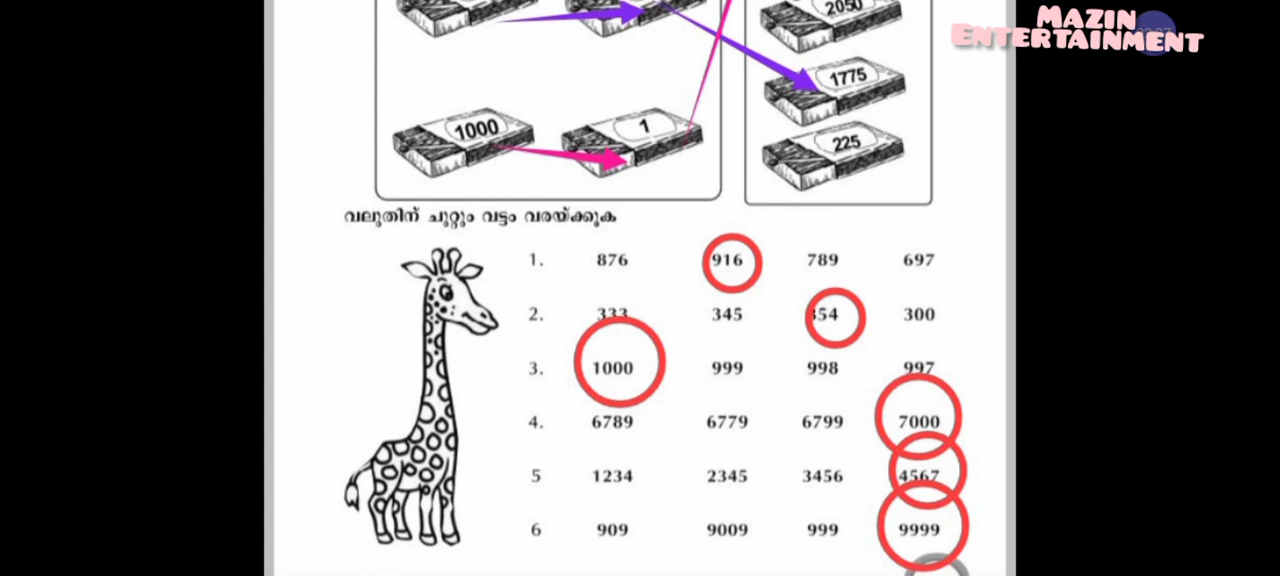 2050
MAZIN
ENTERTAINMENT
1775
1000 1
225
വലുതിന് ചുറ്റും വട്ടം വരയ്ക്കുക
1. 876 916 789 697
2. 333 345 354 300
3. 1000 999 998 997
4. 6789 6779 6799 7000
5 1234 2345 3456 4567
6 909 9009 999 9999